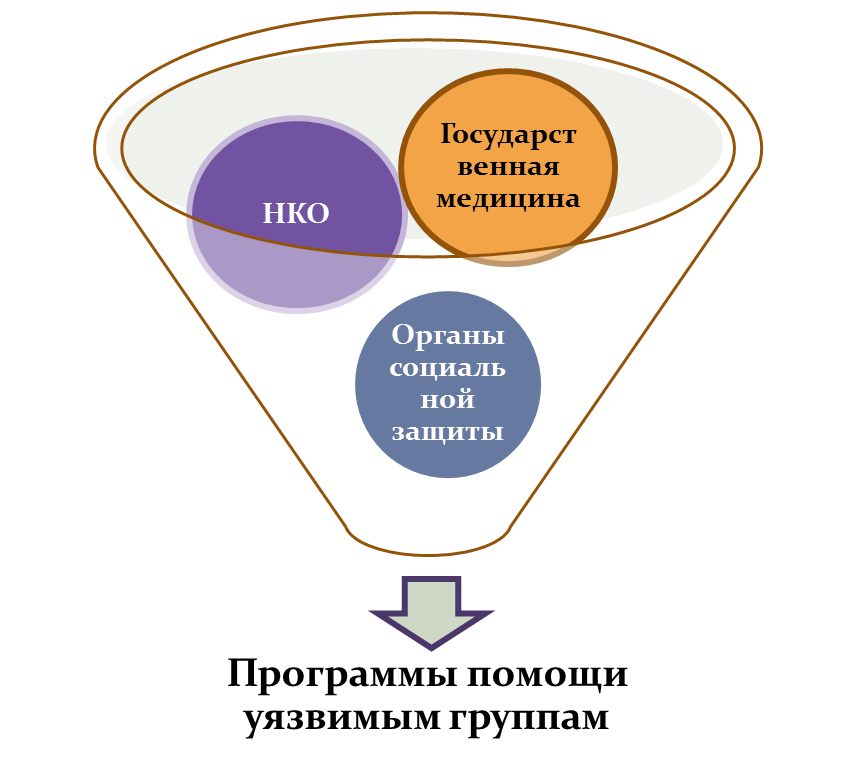 Государст
венная
медицина
НКО
Органы
социаль
ной
защиты
Программы помощи
уязвимым группам